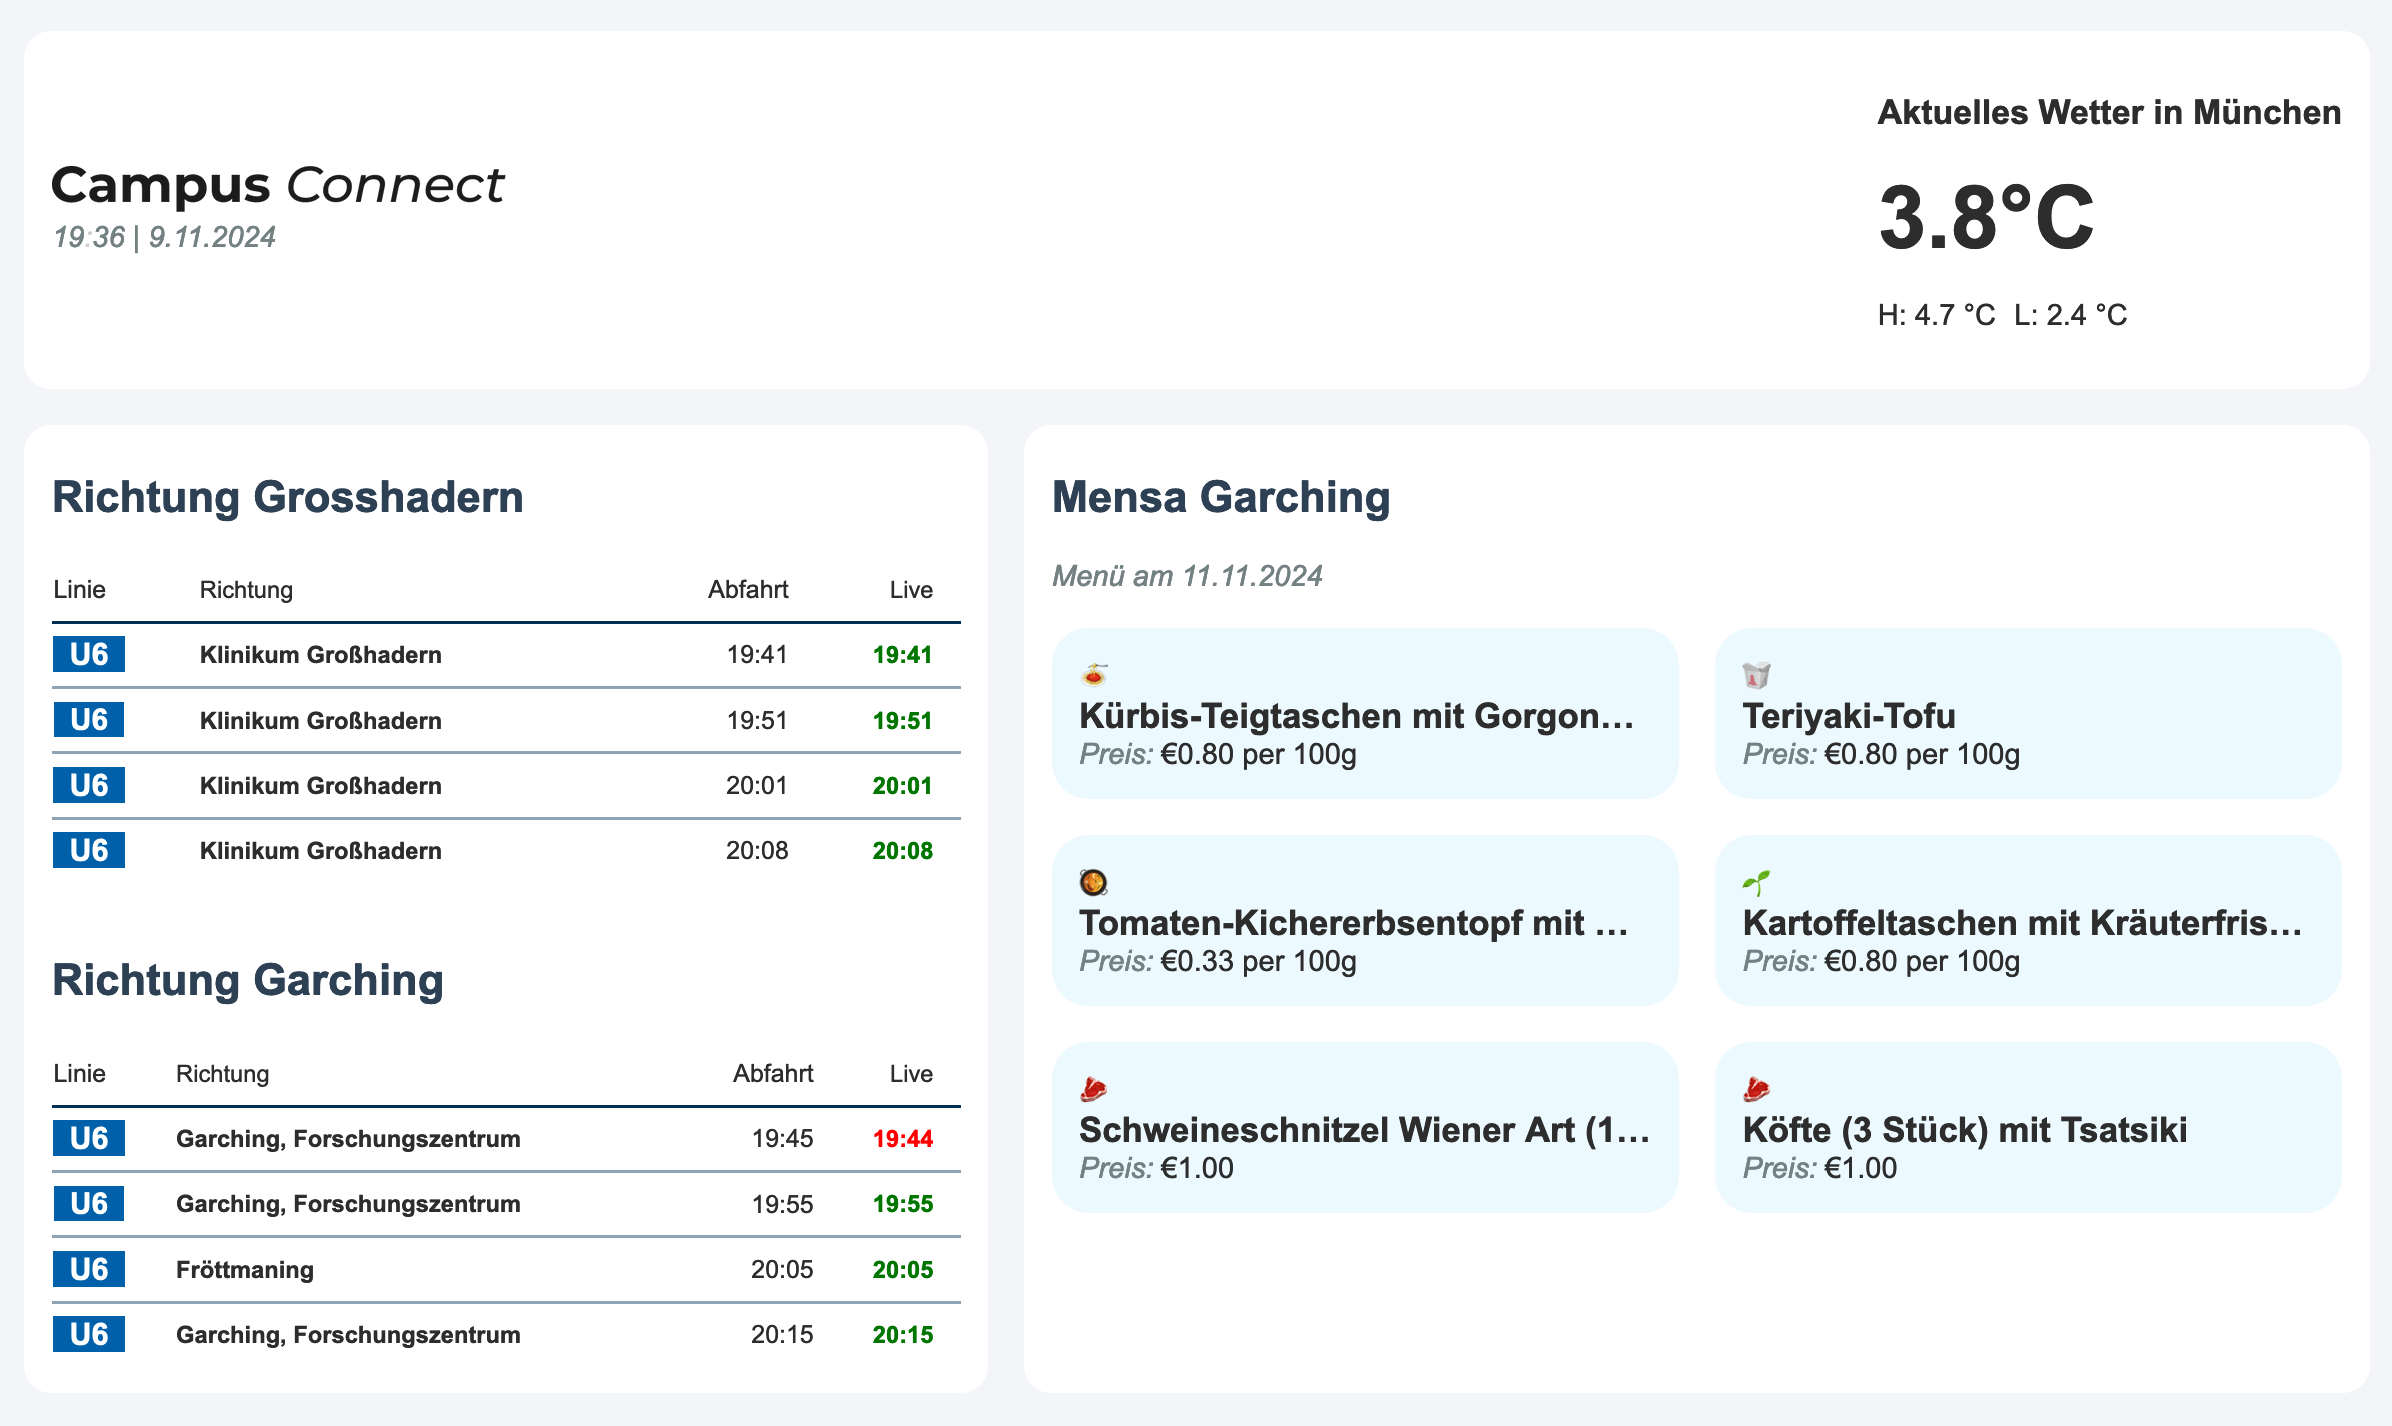 Campus Connect
19:36 | 9.11.2024
Aktuelles Wetter in München
3.8°C
H: 4.7 °C L: 2.4 °C
Richtung Grosshadern
Linie Richtung Abfahrt Live
U6 Klinikum Großhadern 19:41 19:41
U6 Klinikum Großhadern 19:51 19:51
U6 Klinikum Großhadern 20:01 20:01
U6 Klinikum Großhadern 20:08 20:08
Richtung Garching
Linie Richtung Abfahrt Live
U6 Garching, Forschungszentrum 19:45 19:44
U6 Garching, Forschungszentrum 19:55 19:55
U6 Fröttmaning 20:05 20:05
U6 Garching, Forschungszentrum 20:15 20:15
Mensa Garching
Menü am 11.11.2024
Kürbis-Teigtaschen mit Gorgon…
Preis: €0.80 per 100g
Teriyaki-Tofu
Preis: €0.80 per 100g
Tomaten-Kichererbsentopf mit …
Preis: €0.33 per 100g
Kartoffeltaschen mit Kräuterfris…
Preis: €0.80 per 100g
Schweineschnitzel Wiener Art (1…
Preis: €1.00
Köfte (3 Stück) mit Tsatsiki
Preis: €1.00